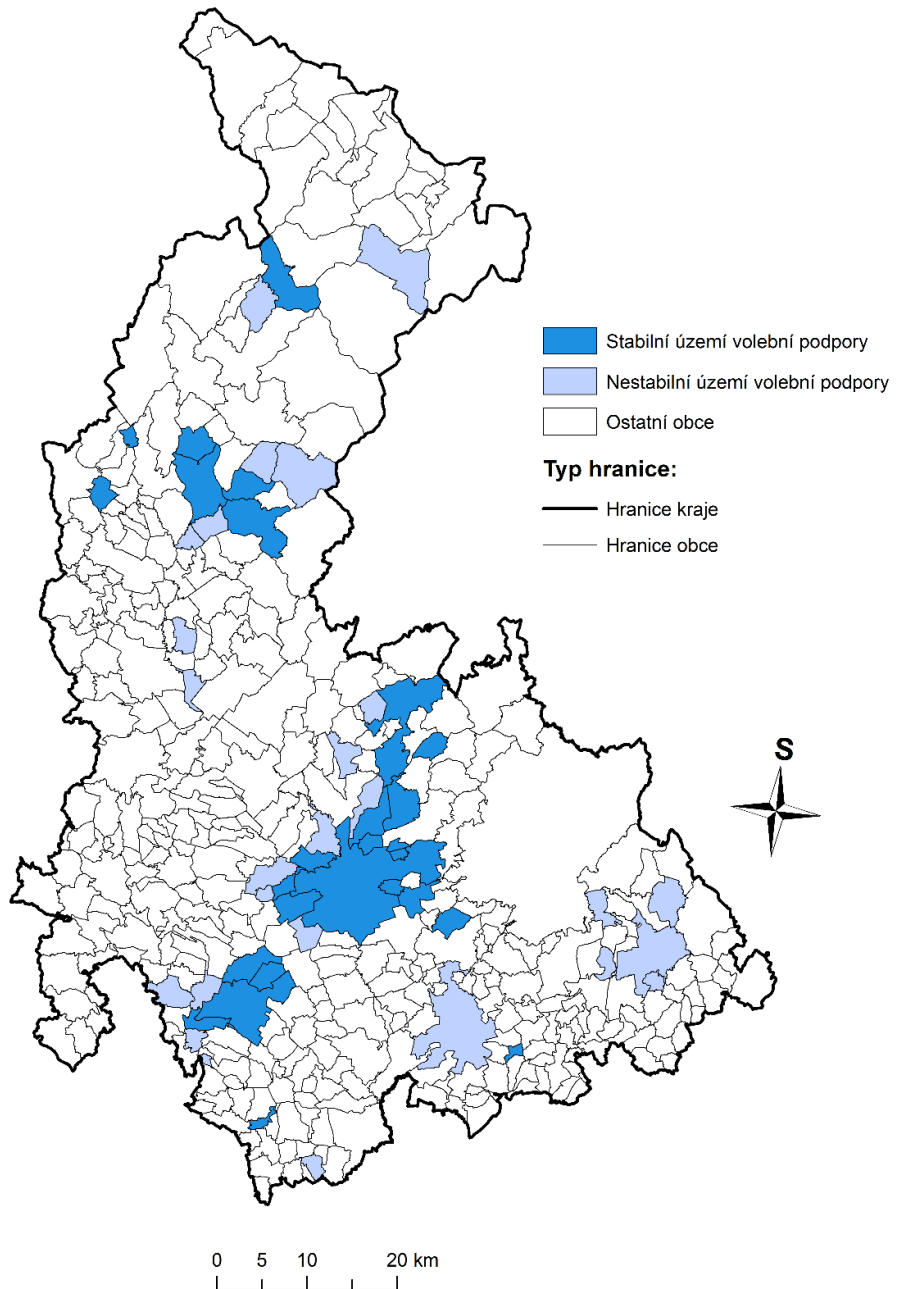 Stabilní území volební podpory
Nestabilní území volební podpory
Ostatní obce
Typ hranice:
Hranice kraje
Hranice obce
S
0 5 10 20 km